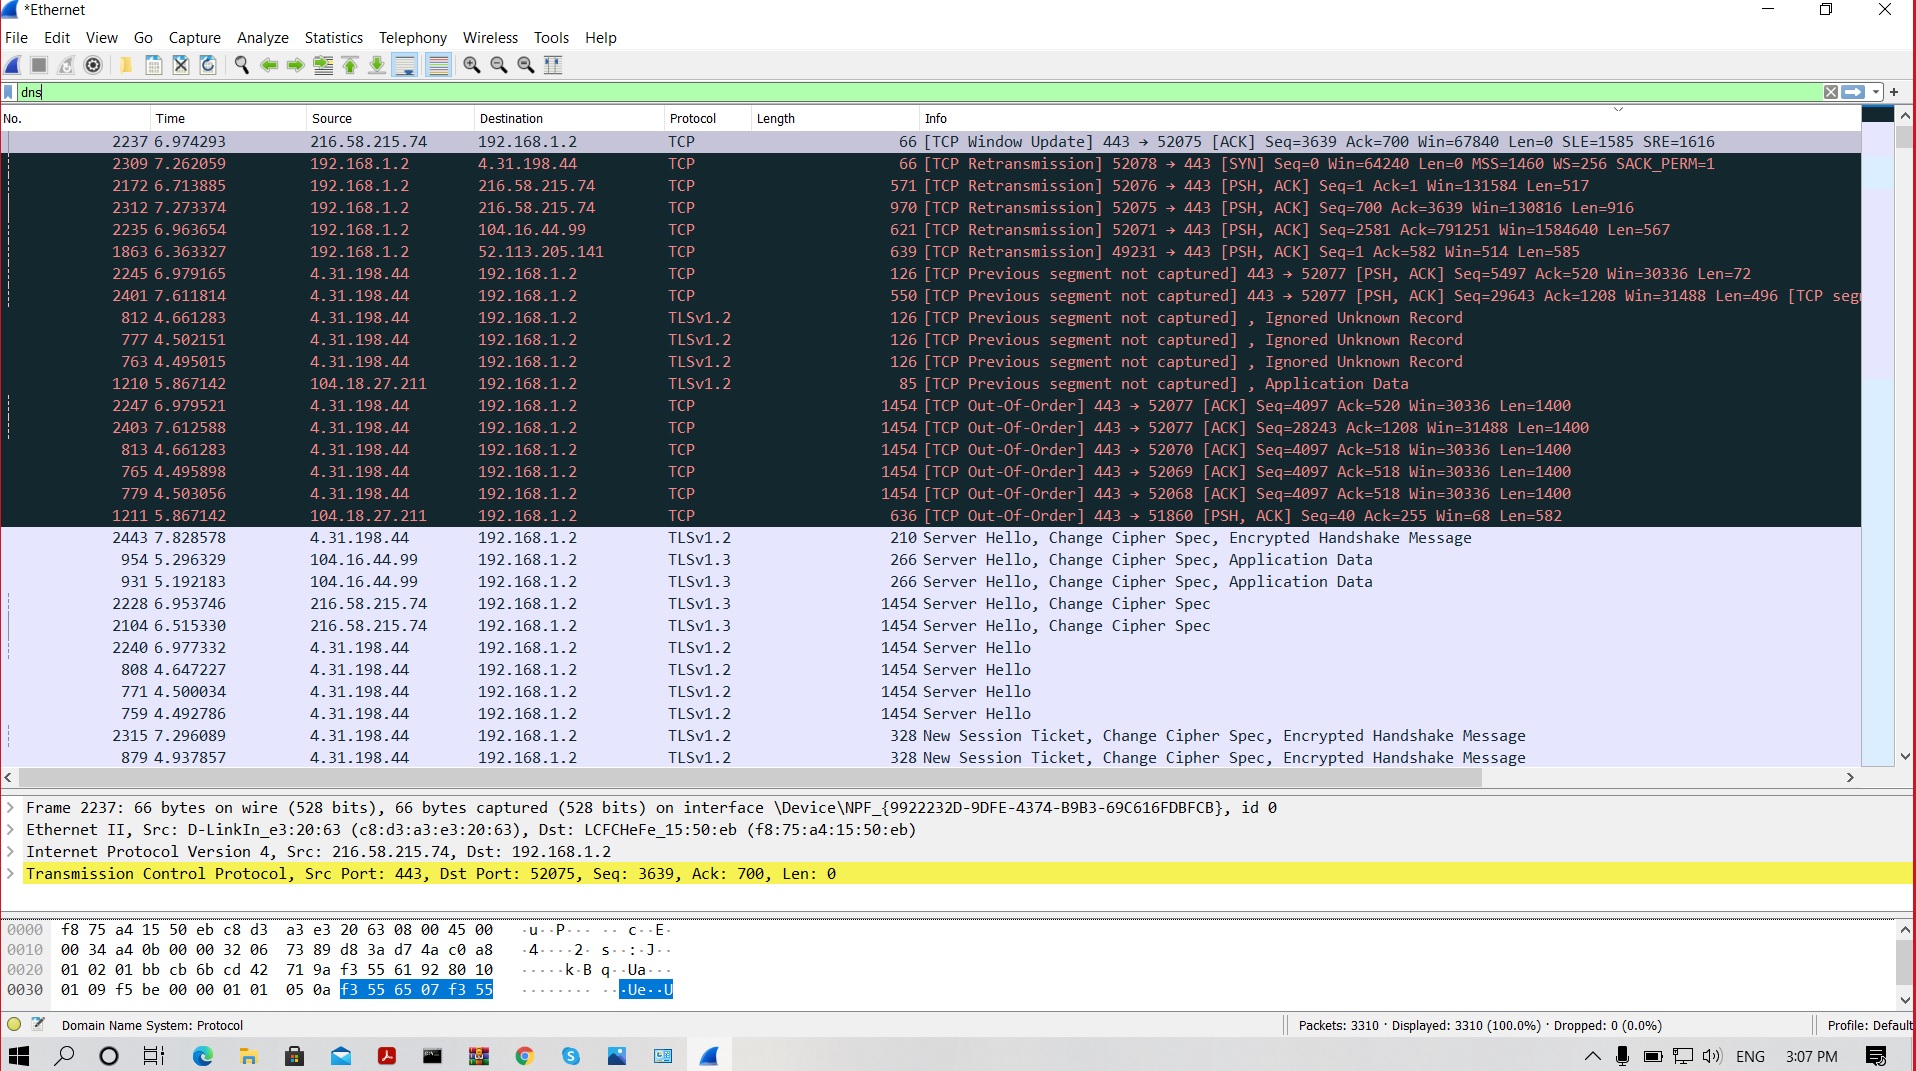 *Ethernet
File Edit View Go Capture Analyze Statistics Telephony Wireless Tools Help
dns
No. Time Source Destination Protocol Length Info
2237 6.974293 216.58.215.74 192.168.1.2 TCP 66 [TCP Window Update] 443 → 52075 [ACK] Seq=3639 Ack=700 Win=67840 Len=0 SLE=1585 SRE=1616
2309 7.262059 192.168.1.2 4.31.198.44 TCP 66 [TCP Retransmission] 52078 → 443 [SYN] Seq=0 Win=64240 Len=0 MSS=1460 WS=256 SACK_PERM=1
2172 6.713885 192.168.1.2 216.58.215.74 TCP 571 [TCP Retransmission] 52076 → 443 [PSH, ACK] Seq=1 Ack=1 Win=131584 Len=517
2312 7.273374 192.168.1.2 216.58.215.74 TCP 970 [TCP Retransmission] 52075 → 443 [PSH, ACK] Seq=700 Ack=3639 Win=130816 Len=916
2235 6.963654 192.168.1.2 104.16.44.99 TCP 621 [TCP Retransmission] 52071 → 443 [PSH, ACK] Seq=2581 Ack=791251 Win=1584640 Len=567
1863 6.363327 192.168.1.2 52.113.205.141 TCP 639 [TCP Retransmission] 49231 → 443 [PSH, ACK] Seq=1 Ack=582 Win=514 Len=585
2245 6.979165 4.31.198.44 192.168.1.2 TCP 126 [TCP Previous segment not captured] 443 → 52077 [PSH, ACK] Seq=5497 Ack=520 Win=30336 Len=72
2401 7.611814 4.31.198.44 192.168.1.2 TCP 550 [TCP Previous segment not captured] 443 → 52077 [PSH, ACK] Seq=29643 Ack=1208 Win=31488 Len=496 [TCP seg
812 4.661283 4.31.198.44 192.168.1.2 TLSv1.2 126 [TCP Previous segment not captured] , Ignored Unknown Record
777 4.502151 4.31.198.44 192.168.1.2 TLSv1.2 126 [TCP Previous segment not captured] , Ignored Unknown Record
763 4.495015 4.31.198.44 192.168.1.2 TLSv1.2 126 [TCP Previous segment not captured] , Ignored Unknown Record
1210 5.867142 104.18.27.211 192.168.1.2 TLSv1.2 85 [TCP Previous segment not captured] , Application Data
2247 6.979521 4.31.198.44 192.168.1.2 TCP 1454 [TCP Out-Of-Order] 443 → 52077 [ACK] Seq=4097 Ack=520 Win=30336 Len=1400
2403 7.612588 4.31.198.44 192.168.1.2 TCP 1454 [TCP Out-Of-Order] 443 → 52077 [ACK] Seq=28243 Ack=1208 Win=31488 Len=1400
813 4.661283 4.31.198.44 192.168.1.2 TCP 1454 [TCP Out-Of-Order] 443 → 52070 [ACK] Seq=4097 Ack=518 Win=30336 Len=1400
765 4.495898 4.31.198.44 192.168.1.2 TCP 1454 [TCP Out-Of-Order] 443 → 52069 [ACK] Seq=4097 Ack=518 Win=30336 Len=1400
779 4.503056 4.31.198.44 192.168.1.2 TCP 1454 [TCP Out-Of-Order] 443 → 52068 [ACK] Seq=4097 Ack=518 Win=30336 Len=1400
1211 5.867142 104.18.27.211 192.168.1.2 TCP 636 [TCP Out-Of-Order] 443 → 51860 [PSH, ACK] Seq=40 Ack=255 Win=68 Len=582
2443 7.828578 4.31.198.44 192.168.1.2 TLSv1.2 210 Server Hello, Change Cipher Spec, Encrypted Handshake Message
954 5.296329 104.16.44.99 192.168.1.2 TLSv1.3 266 Server Hello, Change Cipher Spec, Application Data
931 5.192183 104.16.44.99 192.168.1.2 TLSv1.3 266 Server Hello, Change Cipher Spec, Application Data
2228 6.953746 216.58.215.74 192.168.1.2 TLSv1.3 1454 Server Hello, Change Cipher Spec
2104 6.515330 216.58.215.74 192.168.1.2 TLSv1.3 1454 Server Hello, Change Cipher Spec
2240 6.977332 4.31.198.44 192.168.1.2 TLSv1.2 1454 Server Hello
808 4.647227 4.31.198.44 192.168.1.2 TLSv1.2 1454 Server Hello
771 4.500034 4.31.198.44 192.168.1.2 TLSv1.2 1454 Server Hello
759 4.492786 4.31.198.44 192.168.1.2 TLSv1.2 1454 Server Hello
2315 7.296089 4.31.198.44 192.168.1.2 TLSv1.2 328 New Session Ticket, Change Cipher Spec, Encrypted Handshake Message
879 4.937857 4.31.198.44 192.168.1.2 TLSv1.2 328 New Session Ticket, Change Cipher Spec, Encrypted Handshake Message
Frame 2237: 66 bytes on wire (528 bits), 66 bytes captured (528 bits) on interface \Device\NPF_{9922232D-9DFE-4374-B9B3-69C616FDBFCB}, id 0
Ethernet II, Src: D-LinkIn_e3:20:63 (c8:d3:a3:e3:20:63), Dst: LCFCHeFe_15:50:eb (f8:75:a4:15:50:eb)
Internet Protocol Version 4, Src: 216.58.215.74, Dst: 192.168.1.2
Transmission Control Protocol, Src Port: 443, Dst Port: 52075, Seq: 3639, Ack: 700, Len: 0
0000 f8 75 a4 15 50 eb c8 d3 a3 e3 20 63 08 00 45 00 ·u··P··· ·· c··E·
0010 00 34 a4 0b 00 00 32 06 73 89 d8 3a d7 4a c0 a8 ·4····2· s··:·J··
0020 01 02 01 bb cb 6b cd 42 71 9a f3 55 61 92 80 10 ·····k·B q··Ua···
0030 01 09 f5 be 00 00 01 01 05 0a f3 55 65 07 f3 55 ········ ···Ue··U
Domain Name System: Protocol Packets: 3310 · Displayed: 3310 (100.0%) · Dropped: 0 (0.0%) Profile: Default
ENG 3:07 PM